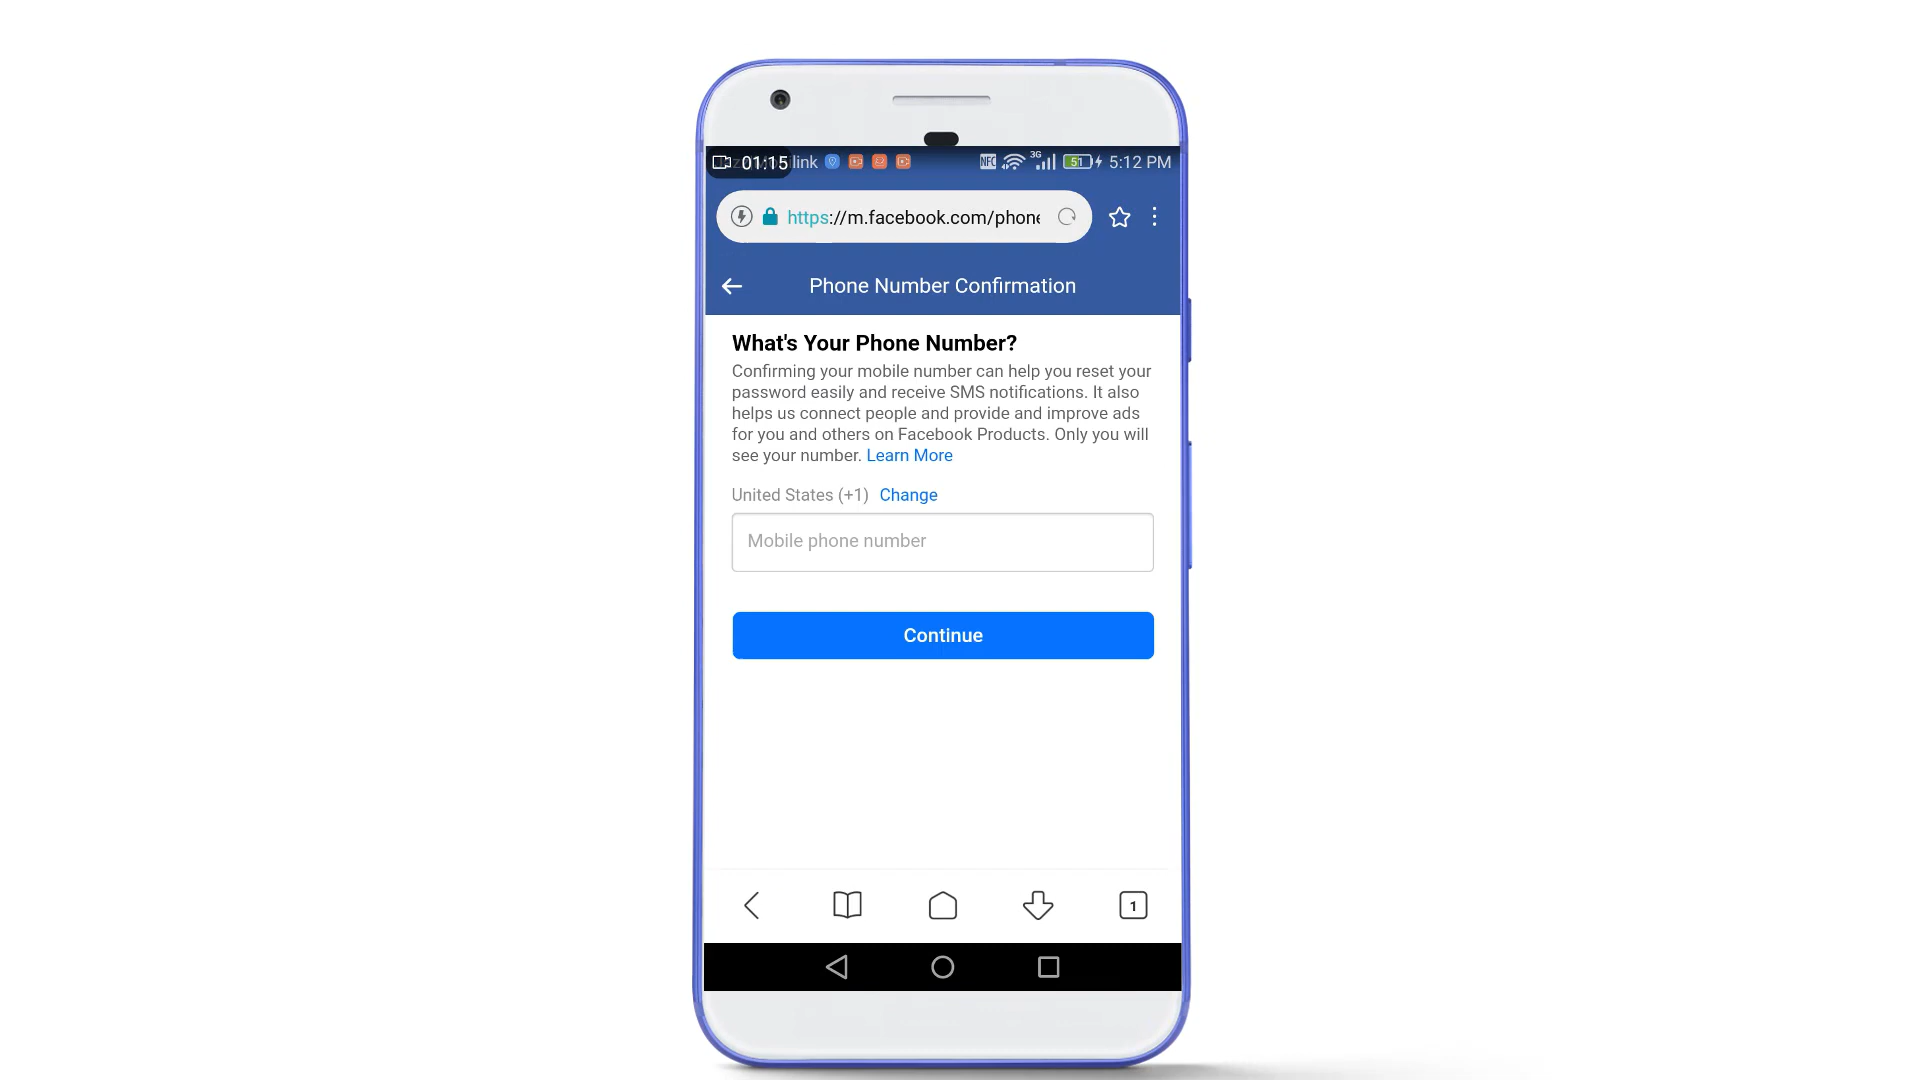 01:15 link NFC 3G 51 5:12 PM
https://m.facebook.com/phone
Phone Number Confirmation
What's Your Phone Number?
Confirming your mobile number can help you reset your
password easily and receive SMS notifications. It also
helps us connect people and provide and improve ads
for you and others on Facebook Products. Only you will
see your number. Learn More
United States (+1) Change
Mobile phone number
Continue
1